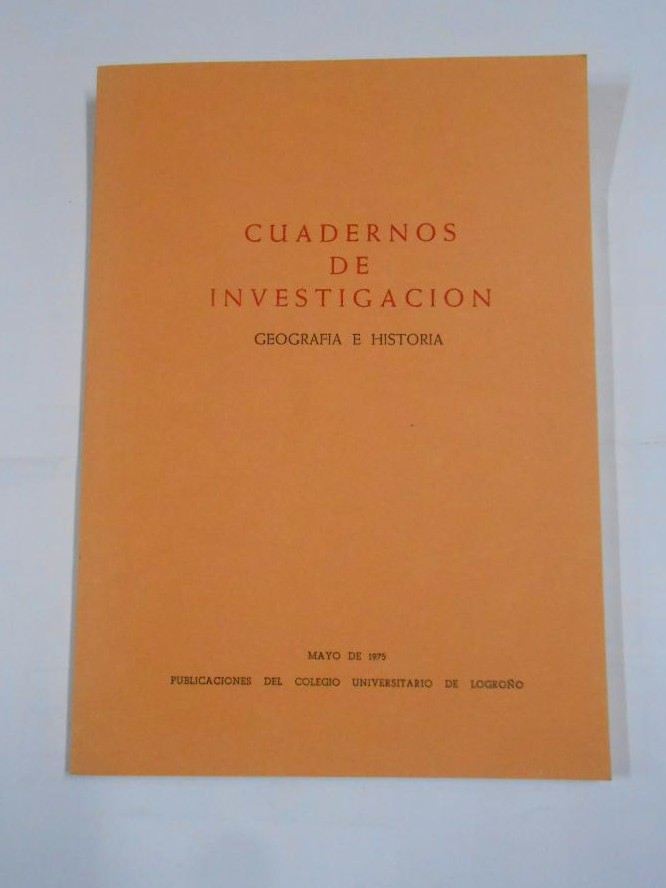 CUADERNOS
DE
INVESTIGACION
GEOGRAFIA E HISTORIA
MAYO DE 1975
PUBLICACIONES DEL COLEGIO UNIVERSITARIO DE LOGROÑO